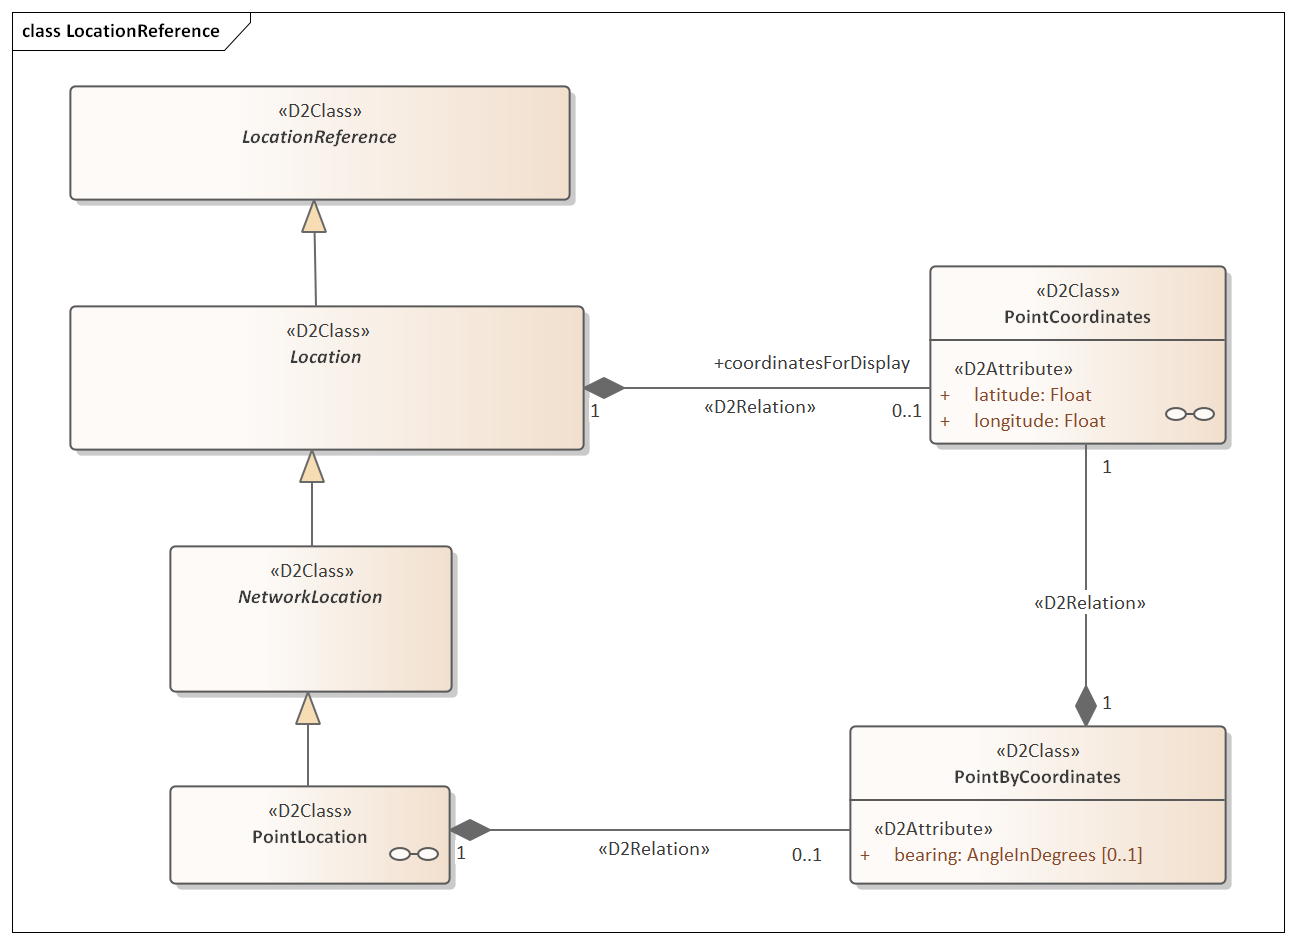 class LocationReference
«D2Class»
LocationReference
«D2Class»
Location
1
+coordinatesForDisplay
«D2Relation»
0..1
«D2Class»
PointCoordinates
«D2Attribute»
+ latitude: Float
+ longitude: Float
1
«D2Relation»
1
«D2Class»
NetworkLocation
«D2Class»
PointLocation
1
«D2Relation»
0..1
«D2Class»
PointByCoordinates
«D2Attribute»
+ bearing: AngleInDegrees [0..1]